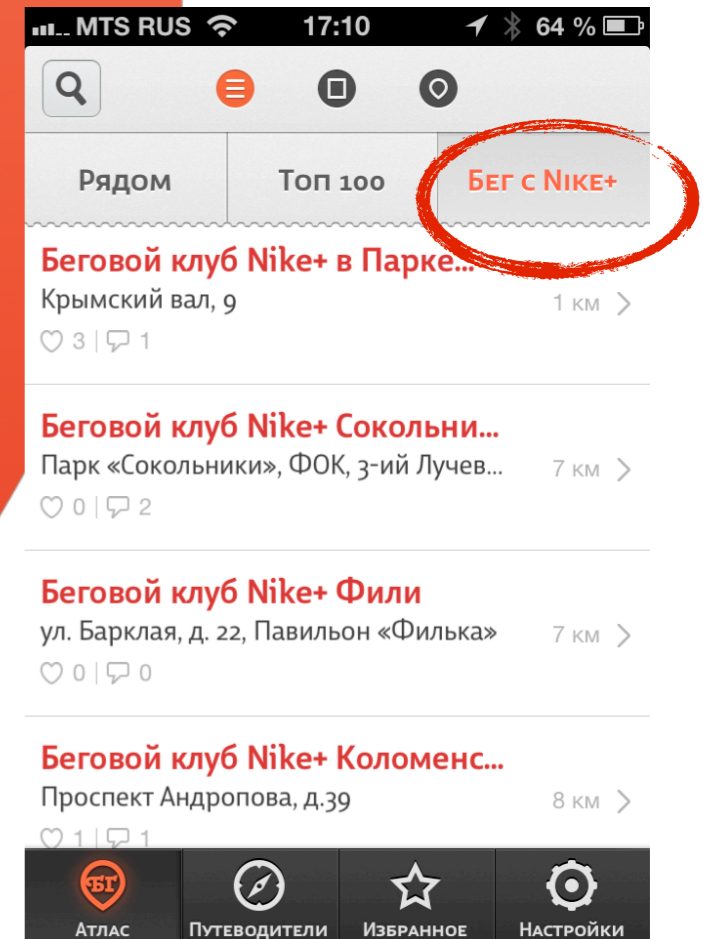 MTS RUS 17:10 64 %
Рядом Топ 100 Бег с Nike+
Беговой клуб Nike+ в Парке...
Крымский вал, 9 1 км
3 | 1
Беговой клуб Nike+ Сокольни...
Парк «Сокольники», ФОК, 3-ий Лучев... 7 км
0 | 2
Беговой клуб Nike+ Фили
ул. Барклая, д. 22, Павильон «Филька» 7 км
0 | 0
Беговой клуб Nike+ Коломенс...
Проспект Андропова, д.39 8 км
1 | 1
БГ
Атлас Путеводители Избранное Настройки